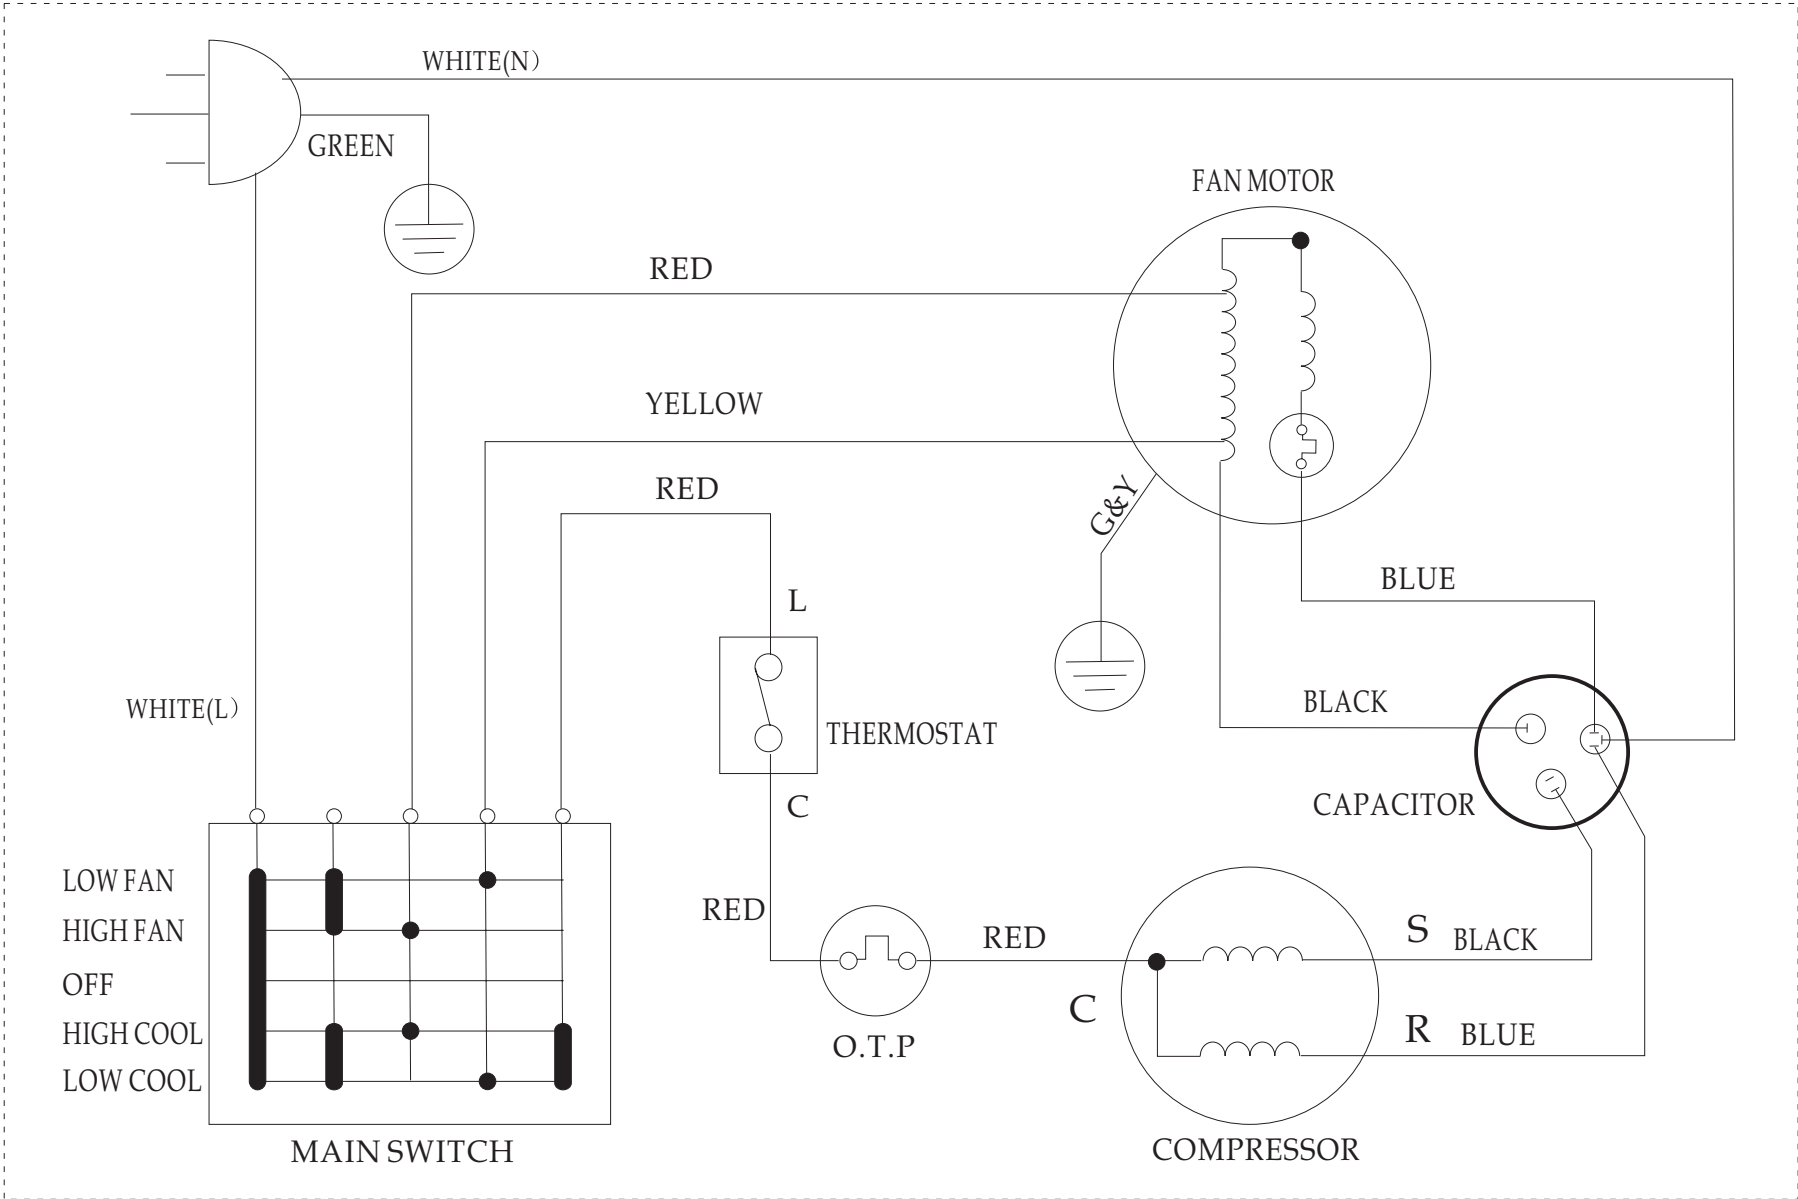 WHITE(N)
GREEN
FAN MOTOR
RED
YELLOW
RED
G&Y
BLUE
L
WHITE(L)
BLACK
THERMOSTAT
C
CAPACITOR
LOW FAN
HIGH FAN
OFF
HIGH COOL
LOW COOL
RED
RED
S BLACK
C
R BLUE
O.T.P
MAIN SWITCH
COMPRESSOR